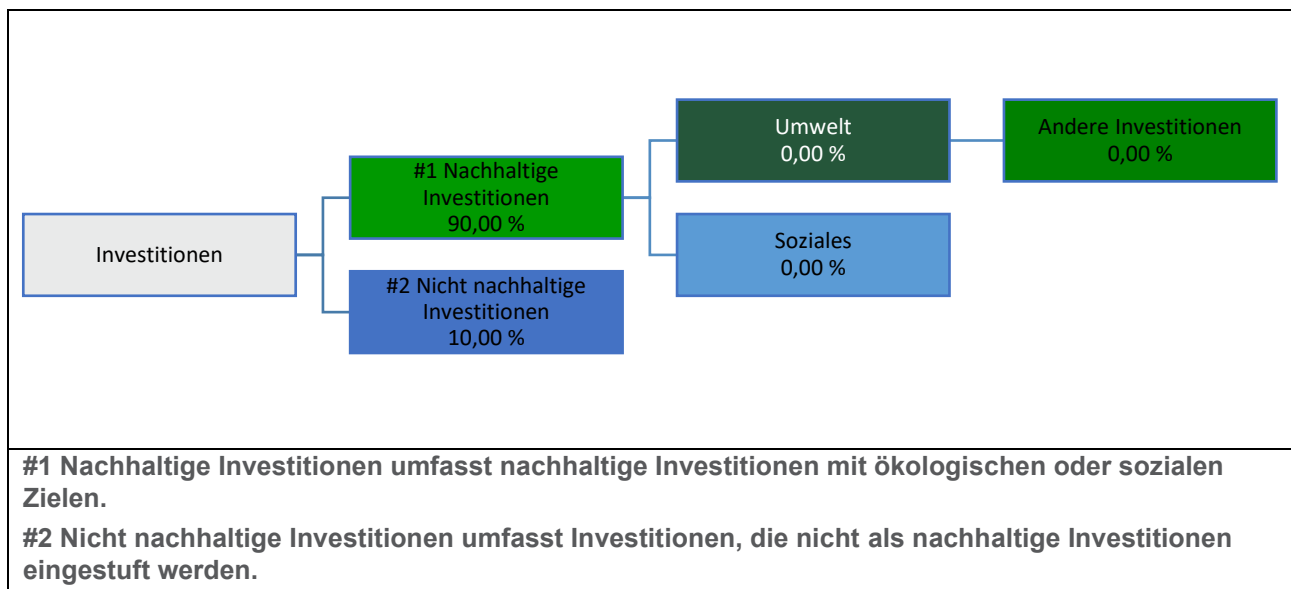 Investitionen
#1 Nachhaltige
Investitionen
90,00 %
#2 Nicht nachhaltige
Investitionen
10,00 %
Umwelt
0,00 %
Soziales
0,00 %
Andere Investitionen
0,00 %
#1 Nachhaltige Investitionen umfasst nachhaltige Investitionen mit ökologischen oder sozialen
Zielen.
#2 Nicht nachhaltige Investitionen umfasst Investitionen, die nicht als nachhaltige Investitionen
eingestuft werden.